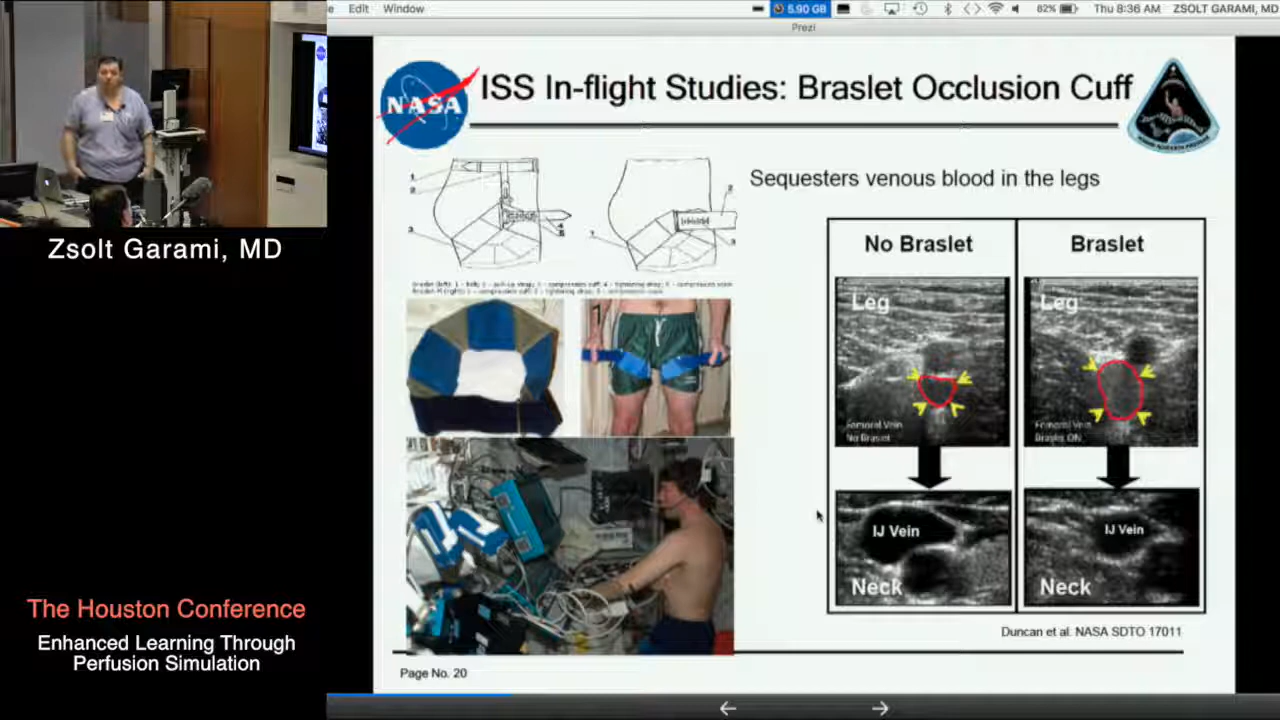 Edit Window
5.90 GB
82%
Thu 8:36 AM ZSOLT GARAMI, MD
Prezi
NASA
ISS In-flight Studies: Braslet Occlusion Cuff
Sequesters venous blood in the legs
No Braslet
Braslet
Leg
Leg
Femoral Vein
No Braslet
Femoral Vein
Braslet ON
IJ Vein
IJ Vein
Neck
Neck
Duncan et al. NASA SDTO 17011
Page No. 20
Zsolt Garami, MD
The Houston Conference
Enhanced Learning Through
Perfusion Simulation